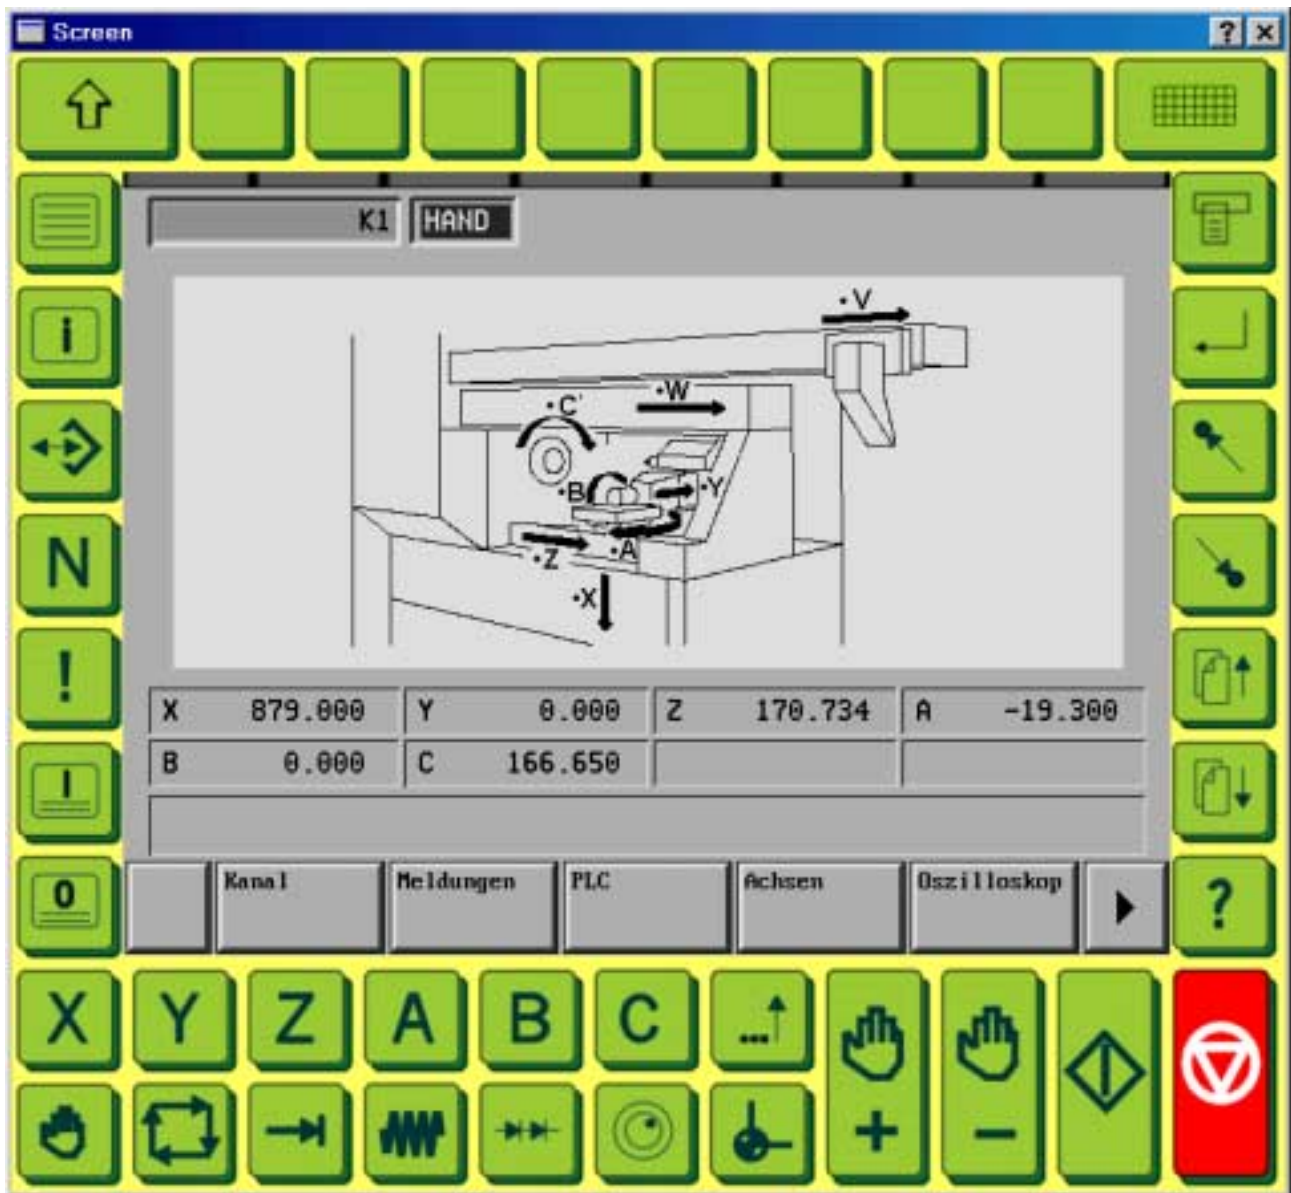 Screen
K1 HAND
V
W
C'
B
Y
A
Z
X
i
N
!
X 879.000 Y 0.000 Z 170.734 A -19.300
B 0.000 C 166.650
I
0
Kanal Meldungen PLC Achsen Oszilloskop
?
X Y Z A B C ...
+ -